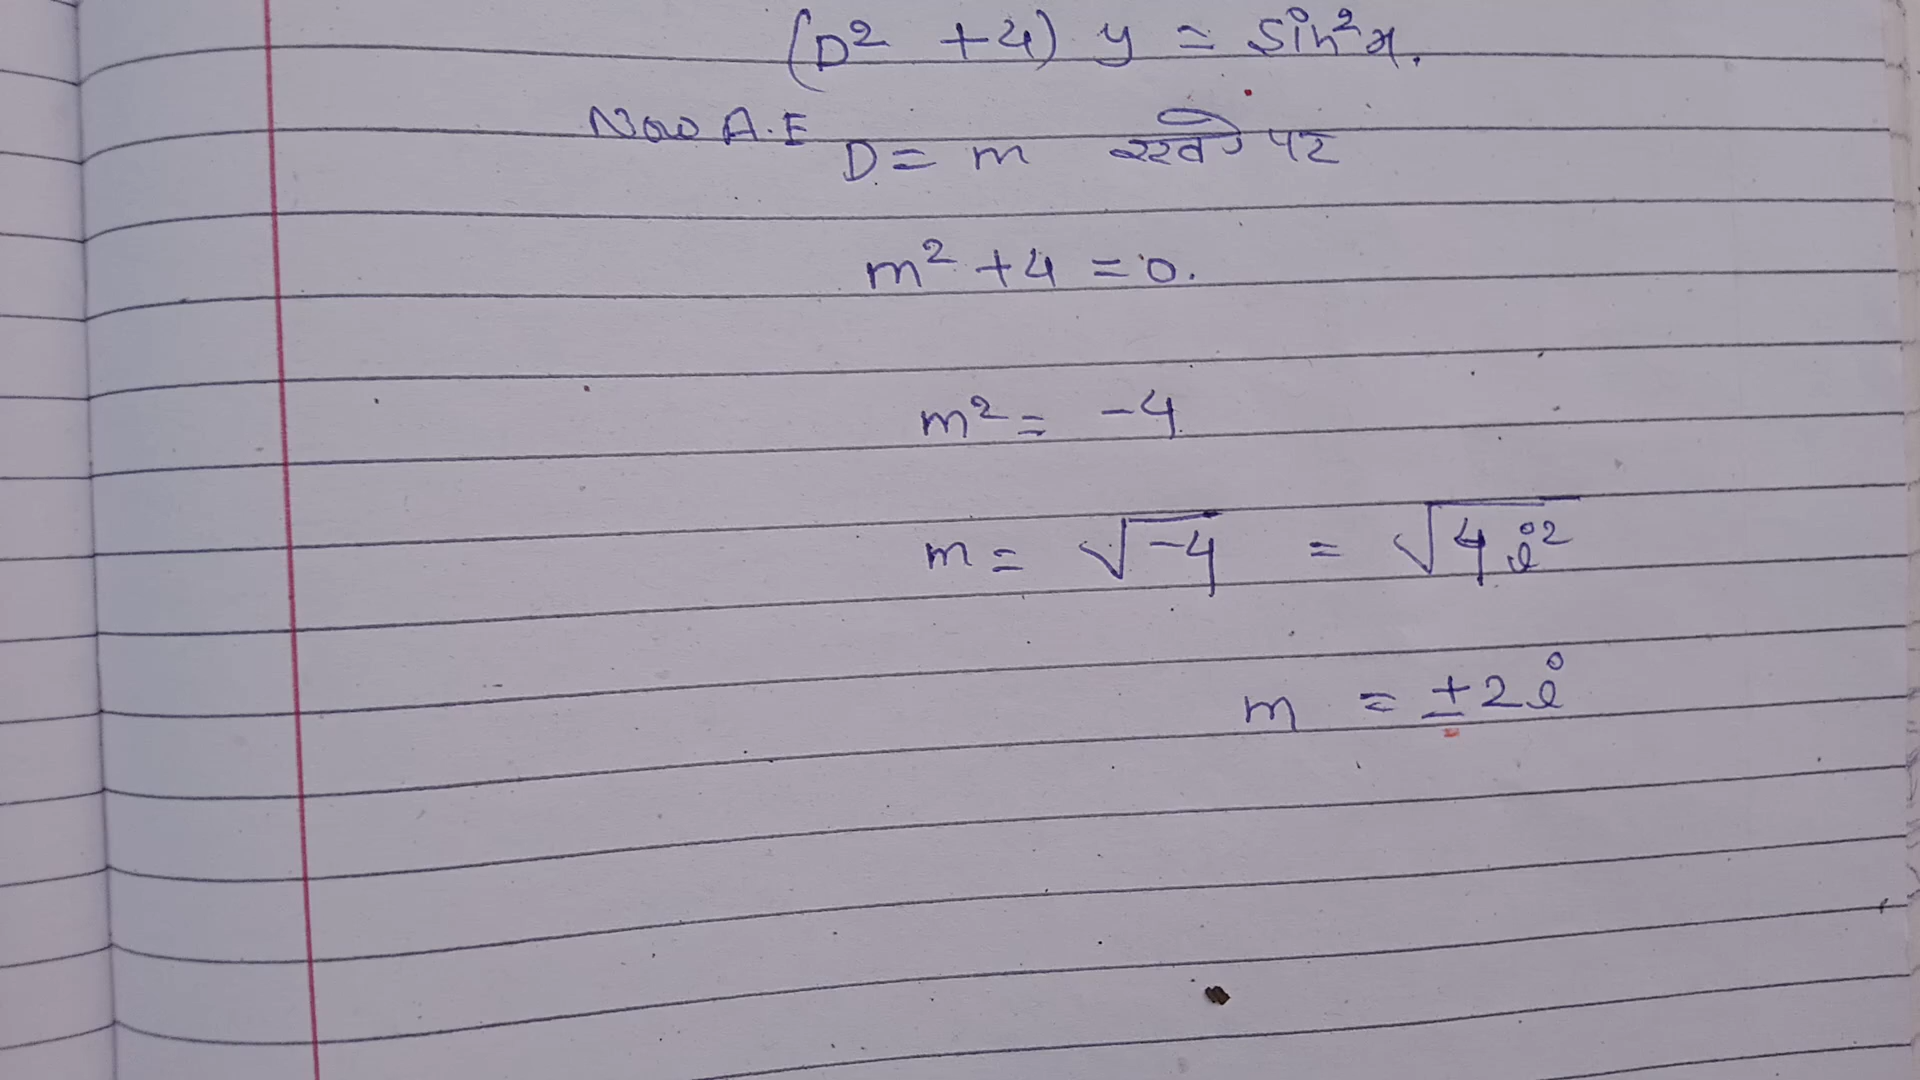 (D² + 4) y = Sin²x.
Now A.E D = m रखने पर
m² + 4 = 0.
m² = -4
m = √-4 = √4i²
m = ±2i